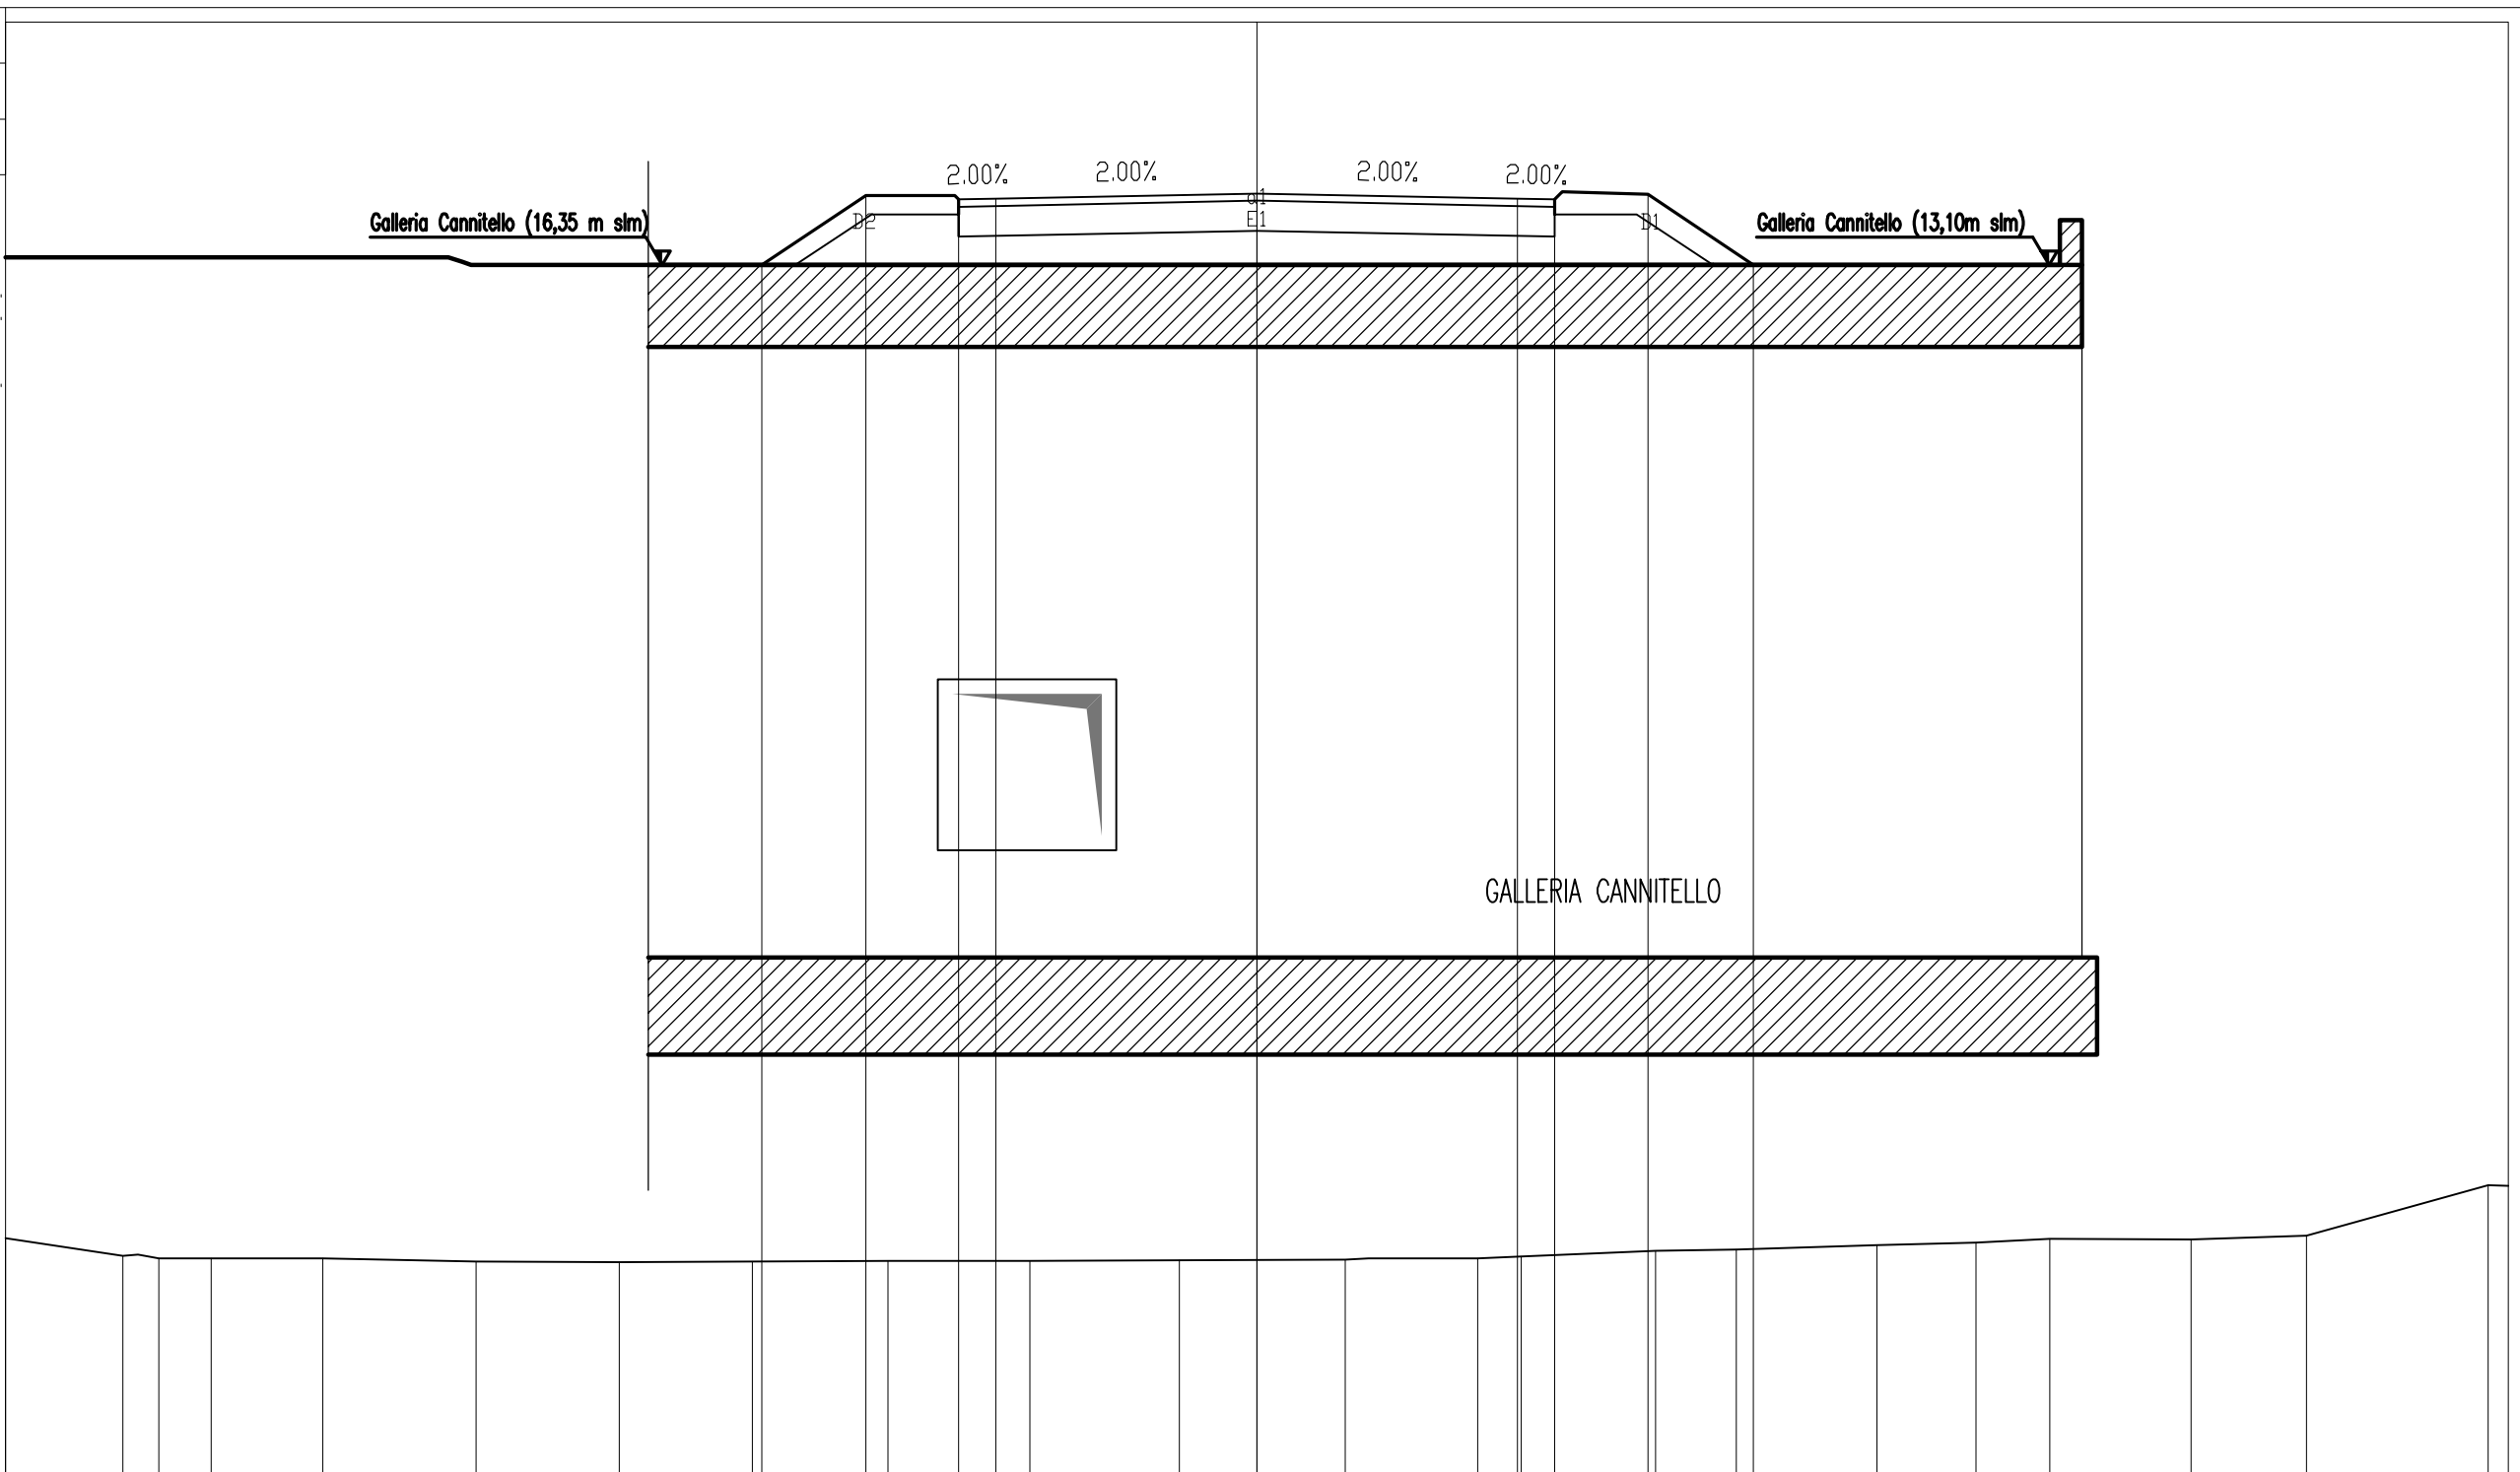 2.00% 2.00% 2.00% 2.00%
a1
D2 E1 D1
Galleria Cannitello (16,35 m slm) Galleria Cannitello (13,10m slm)
GALLERIA CANNITELLO